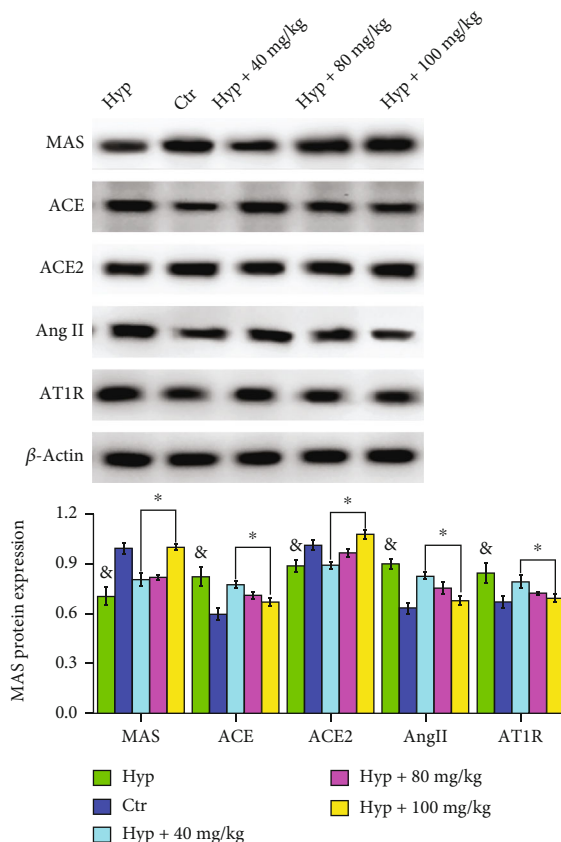 Hyp Ctr Hyp + 40 mg/kg Hyp + 80 mg/kg Hyp + 100 mg/kg
MAS
ACE
ACE2
Ang II
AT1R
β-Actin
MAS protein expression
1.2
0.9
0.6
0.3
0.0
& * & * & * & * & *
MAS ACE ACE2 AngII AT1R
Hyp
Ctr
Hyp + 40 mg/kg
Hyp + 80 mg/kg
Hyp + 100 mg/kg